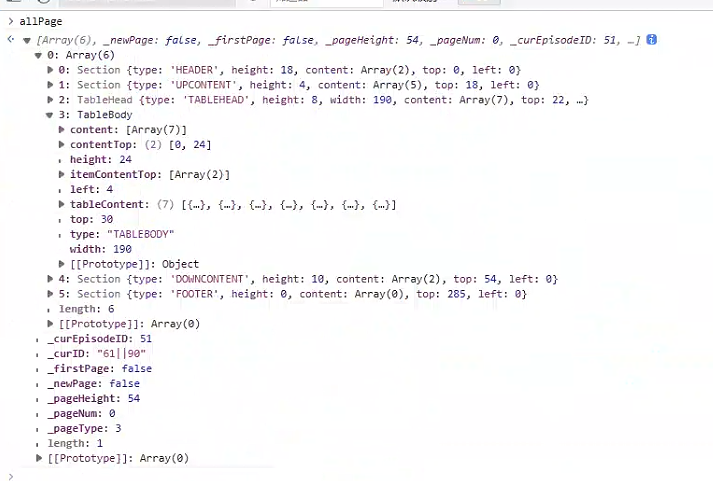 allPage
[Array(6), _newPage: false, _firstPage: false, _pageHeight: 54, _pageNum: 0, _curEpisodeID: 51, …]
0: Array(6)
0: Section {type: 'HEADER', height: 18, content: Array(2), top: 0, left: 0}
1: Section {type: 'UPCONTENT', height: 4, content: Array(5), top: 18, left: 0}
2: TableHead {type: 'TABLEHEAD', height: 8, width: 190, content: Array(7), top: 22, …}
3: TableBody
content: [Array(7)]
contentTop: (2) [0, 24]
height: 24
itemContentTop: [Array(2)]
left: 4
tableContent: (7) [{…}, {…}, {…}, {…}, {…}, {…}, {…}]
top: 30
type: "TABLEBODY"
width: 190
[[Prototype]]: Object
4: Section {type: 'DOWNCONTENT', height: 10, content: Array(2), top: 54, left: 0}
5: Section {type: 'FOOTER', height: 0, content: Array(0), top: 285, left: 0}
length: 6
[[Prototype]]: Array(0)
_curEpisodeID: 51
_curID: "61||90"
_firstPage: false
_newPage: false
_pageHeight: 54
_pageNum: 0
_pageType: 3
length: 1
[[Prototype]]: Array(0)